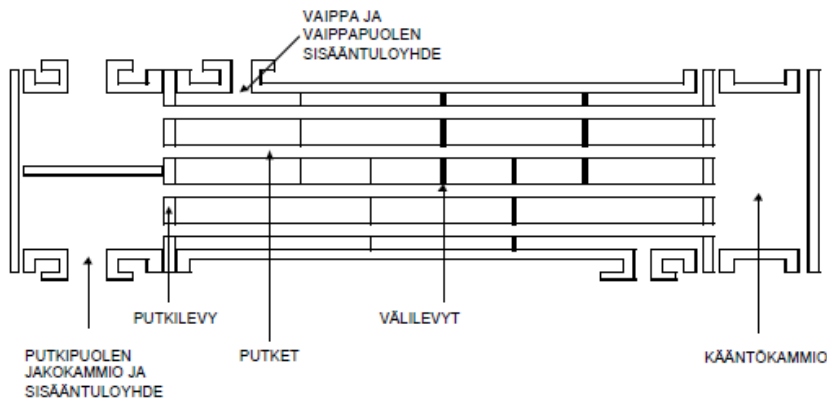 VAIPPA JA
VAIPPAPUOLEN
SISÄÄNTULOYHDE
PUTKILEVY
VÄLILEVYT
PUTKIPUOLEN
JAKOKAMMIO JA
SISÄÄNTULOYHDE
PUTKET
KÄÄNTÖKAMMIO